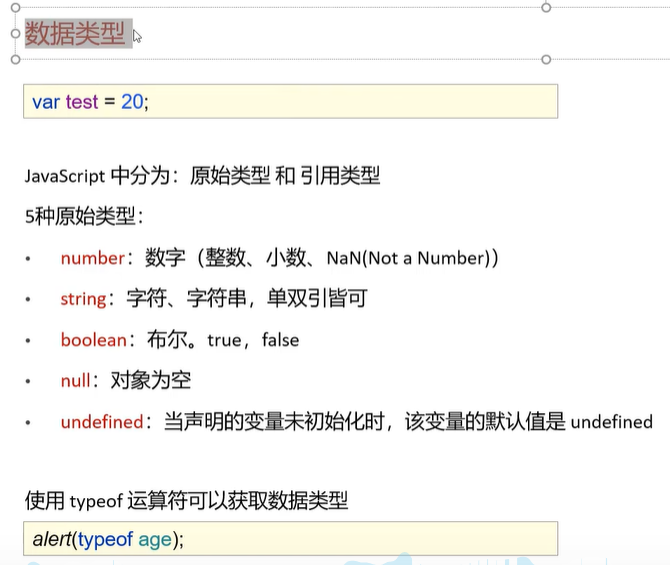 数据类型
var test = 20;
JavaScript 中分为：原始类型 和 引用类型
5种原始类型：
• number：数字（整数、小数、NaN(Not a Number)）
• string：字符、字符串，单双引皆可
• boolean：布尔。true，false
• null：对象为空
• undefined：当声明的变量未初始化时，该变量的默认值是 undefined
使用 typeof 运算符可以获取数据类型
alert(typeof age);